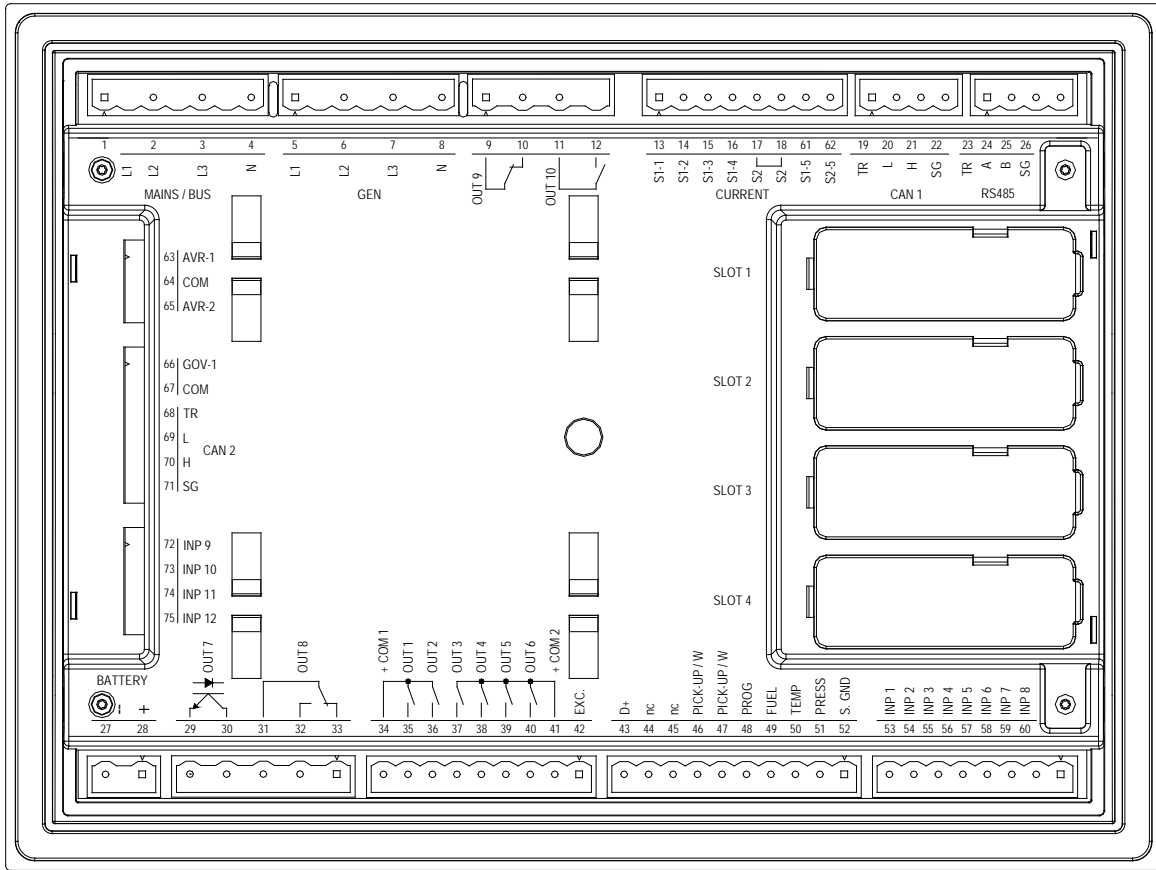 1 2 3 4 5 6 7 8 9 10 11 12 13 14 15 16 17 18 61 62 19 20 21 22 23 24 25 26
L1 L2 L3 N L1 L2 L3 N OUT 9 OUT 10 S1-1 S1-2 S1-3 S1-4 S2 S2 S1-5 S2-5 TR L H SG TR A B SG
MAINS / BUS GEN CURRENT CAN 1 RS485
63 AVR-1
64 COM
65 AVR-2
SLOT 1
66 GOV-1
67 COM
68 TR
69 L
CAN 2
70 H
71 SG
SLOT 2
SLOT 3
72 INP 9
73 INP 10
74 INP 11
75 INP 12
SLOT 4
BATTERY
-- + OUT 7 OUT 8 + COM 1 OUT 1 OUT 2 OUT 3 OUT 4 OUT 5 OUT 6 + COM 2 EXC. D+ nc nc PICK-UP / W PICK-UP / W PROG FUEL TEMP PRESS S. GND INP 1 INP 2 INP 3 INP 4 INP 5 INP 6 INP 7 INP 8
27 28 29 30 31 32 33 34 35 36 37 38 39 40 41 42 43 44 45 46 47 48 49 50 51 52 53 54 55 56 57 58 59 60